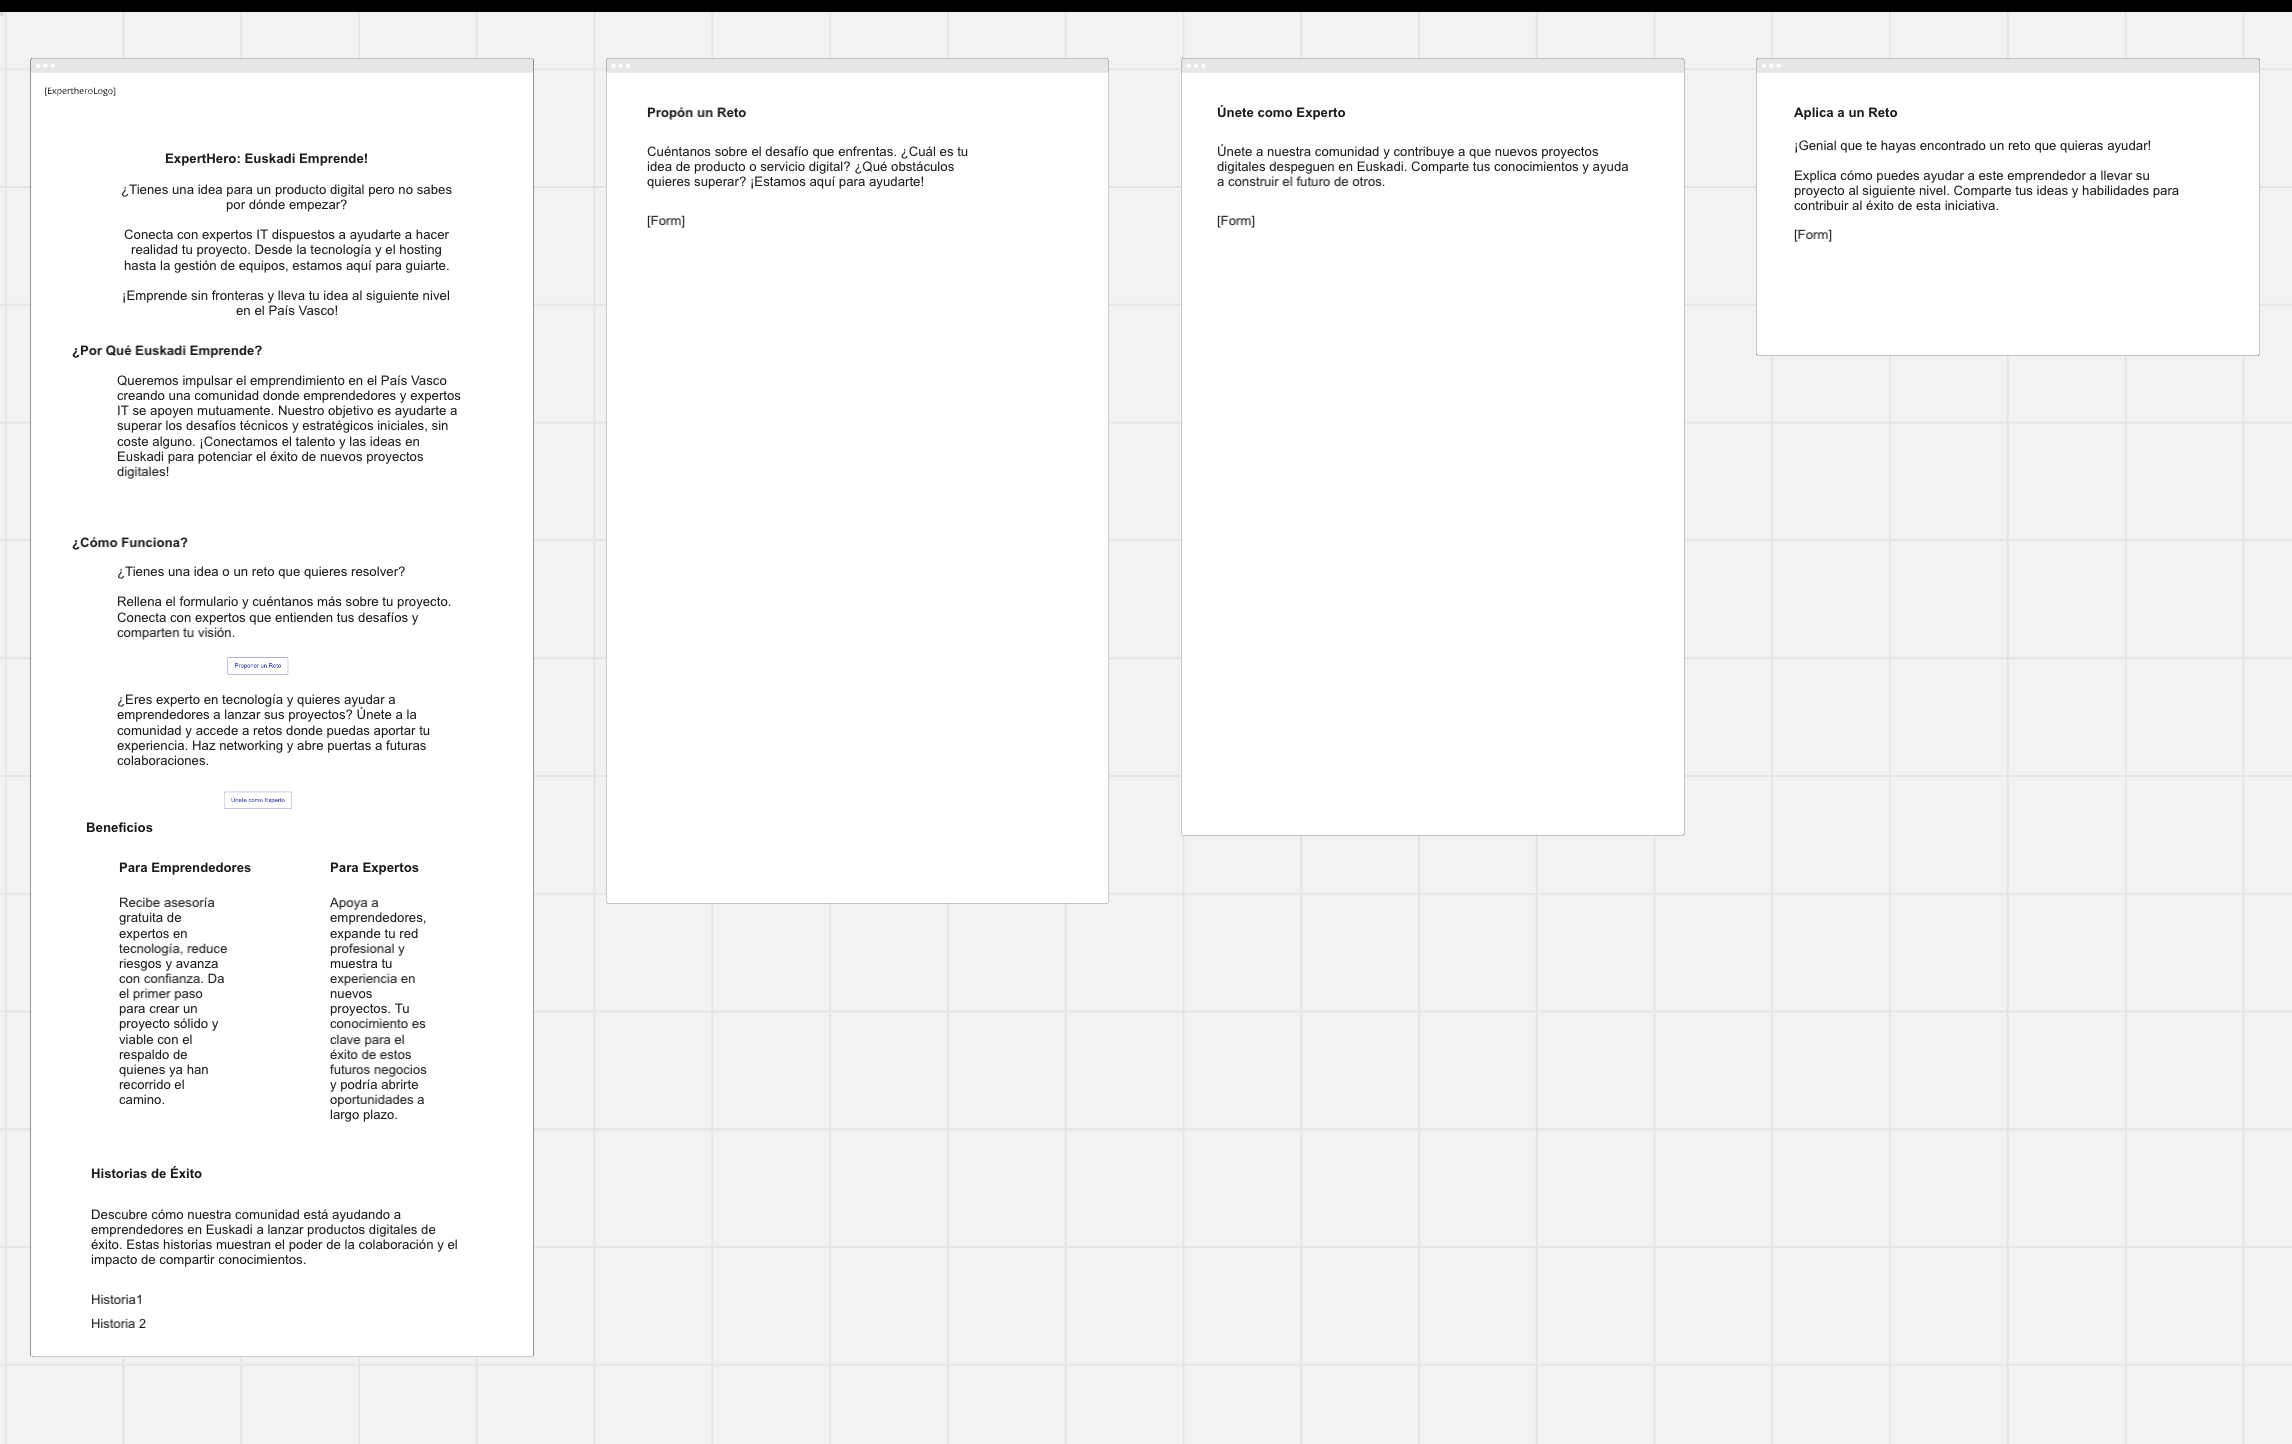 [ExpertheroLogo]
ExpertHero: Euskadi Emprende!
¿Tienes una idea para un producto digital pero no sabes
por dónde empezar?
Conecta con expertos IT dispuestos a ayudarte a hacer
realidad tu proyecto. Desde la tecnología y el hosting
hasta la gestión de equipos, estamos aquí para guiarte.
¡Emprende sin fronteras y lleva tu idea al siguiente nivel
en el País Vasco!
¿Por Qué Euskadi Emprende?
Queremos impulsar el emprendimiento en el País Vasco
creando una comunidad donde emprendedores y expertos
IT se apoyen mutuamente. Nuestro objetivo es ayudarte a
superar los desafíos técnicos y estratégicos iniciales, sin
coste alguno. ¡Conectamos el talento y las ideas en
Euskadi para potenciar el éxito de nuevos proyectos
digitales!
¿Cómo Funciona?
¿Tienes una idea o un reto que quieres resolver?
Rellena el formulario y cuéntanos más sobre tu proyecto.
Conecta con expertos que entienden tus desafíos y
comparten tu visión.
Proponer un Reto
¿Eres experto en tecnología y quieres ayudar a
emprendedores a lanzar sus proyectos? Únete a la
comunidad y accede a retos donde puedas aportar tu
experiencia. Haz networking y abre puertas a futuras
colaboraciones.
Únete como Experto
Beneficios
Para Emprendedores
Recibe asesoría
gratuita de
expertos en
tecnología, reduce
riesgos y avanza
con confianza. Da
el primer paso
para crear un
proyecto sólido y
viable con el
respaldo de
quienes ya han
recorrido el
camino.
Para Expertos
Apoya a
emprendedores,
expande tu red
profesional y
muestra tu
experiencia en
nuevos
proyectos. Tu
conocimiento es
clave para el
éxito de estos
futuros negocios
y podría abrirte
oportunidades a
largo plazo.
Historias de Éxito
Descubre cómo nuestra comunidad está ayudando a
emprendedores en Euskadi a lanzar productos digitales de
éxito. Estas historias muestran el poder de la colaboración y el
impacto de compartir conocimientos.
Historia1
Historia 2
Propón un Reto
Cuéntanos sobre el desafío que enfrentas. ¿Cuál es tu
idea de producto o servicio digital? ¿Qué obstáculos
quieres superar? ¡Estamos aquí para ayudarte!
[Form]
Únete como Experto
Únete a nuestra comunidad y contribuye a que nuevos proyectos
digitales despeguen en Euskadi. Comparte tus conocimientos y ayuda
a construir el futuro de otros.
[Form]
Aplica a un Reto
¡Genial que te hayas encontrado un reto que quieras ayudar!
Explica cómo puedes ayudar a este emprendedor a llevar su
proyecto al siguiente nivel. Comparte tus ideas y habilidades para
contribuir al éxito de esta iniciativa.
[Form]